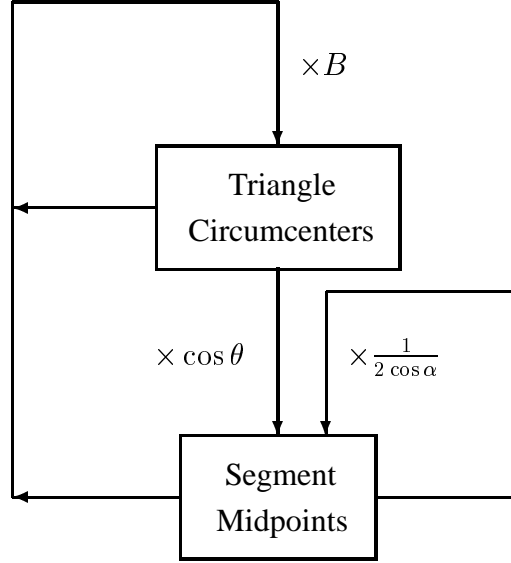 ×B
Triangle
Circumcenters
× cos θ
× 1/(2 cos α)
Segment
Midpoints